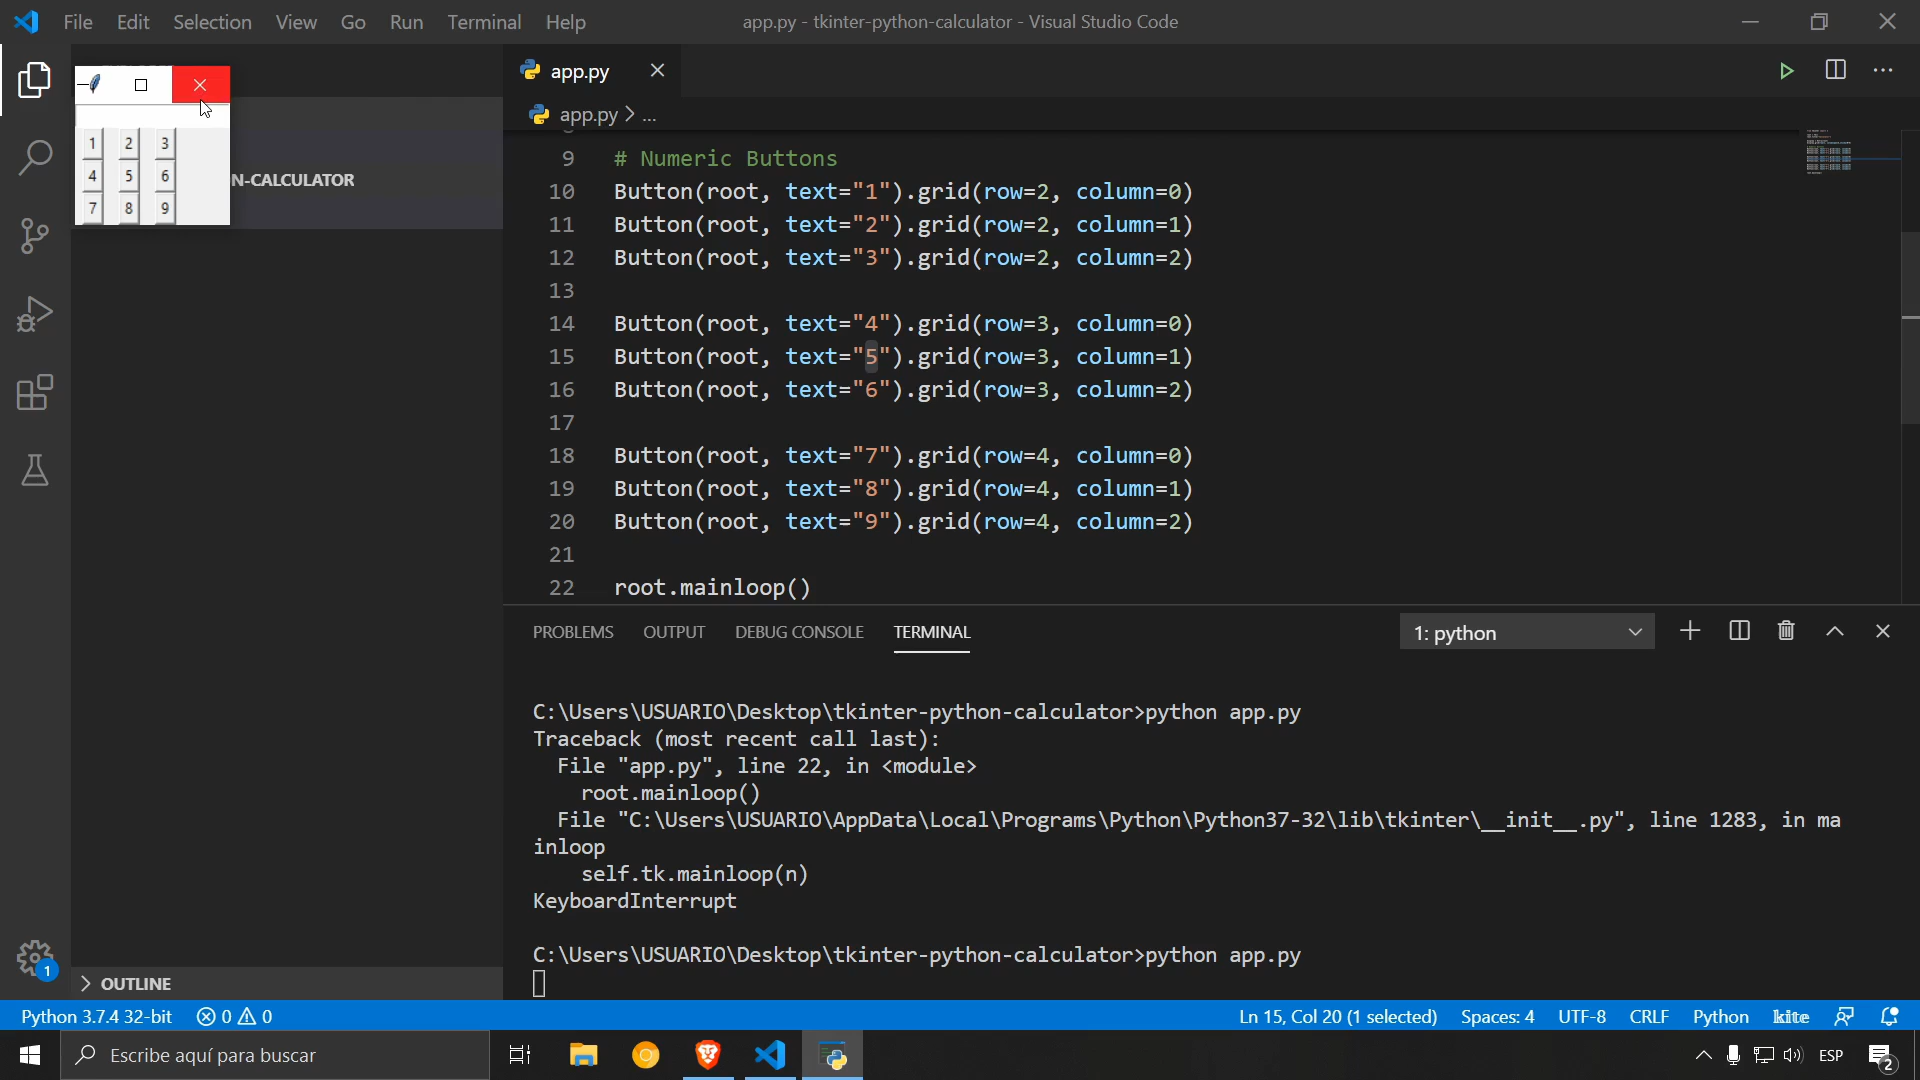 File Edit Selection View Go Run Terminal Help
app.py - tkinter-python-calculator - Visual Studio Code
1 2 3
4 5 6
7 8 9
N-CALCULATOR
OUTLINE
app.py
app.py > ...
9 # Numeric Buttons
10 Button(root, text="1").grid(row=2, column=0)
11 Button(root, text="2").grid(row=2, column=1)
12 Button(root, text="3").grid(row=2, column=2)
13
14 Button(root, text="4").grid(row=3, column=0)
15 Button(root, text="5").grid(row=3, column=1)
16 Button(root, text="6").grid(row=3, column=2)
17
18 Button(root, text="7").grid(row=4, column=0)
19 Button(root, text="8").grid(row=4, column=1)
20 Button(root, text="9").grid(row=4, column=2)
21
22 root.mainloop()
PROBLEMS OUTPUT DEBUG CONSOLE TERMINAL
1: python
C:\Users\USUARIO\Desktop\tkinter-python-calculator>python app.py
Traceback (most recent call last):
File "app.py", line 22, in <module>
root.mainloop()
File "C:\Users\USUARIO\AppData\Local\Programs\Python\Python37-32\lib\tkinter\__init__.py", line 1283, in ma
inloop
self.tk.mainloop(n)
KeyboardInterrupt
C:\Users\USUARIO\Desktop\tkinter-python-calculator>python app.py
1
Python 3.7.4 32-bit 0 0
Ln 15, Col 20 (1 selected) Spaces: 4 UTF-8 CRLF Python kite
Escribe aquí para buscar
ESP
2